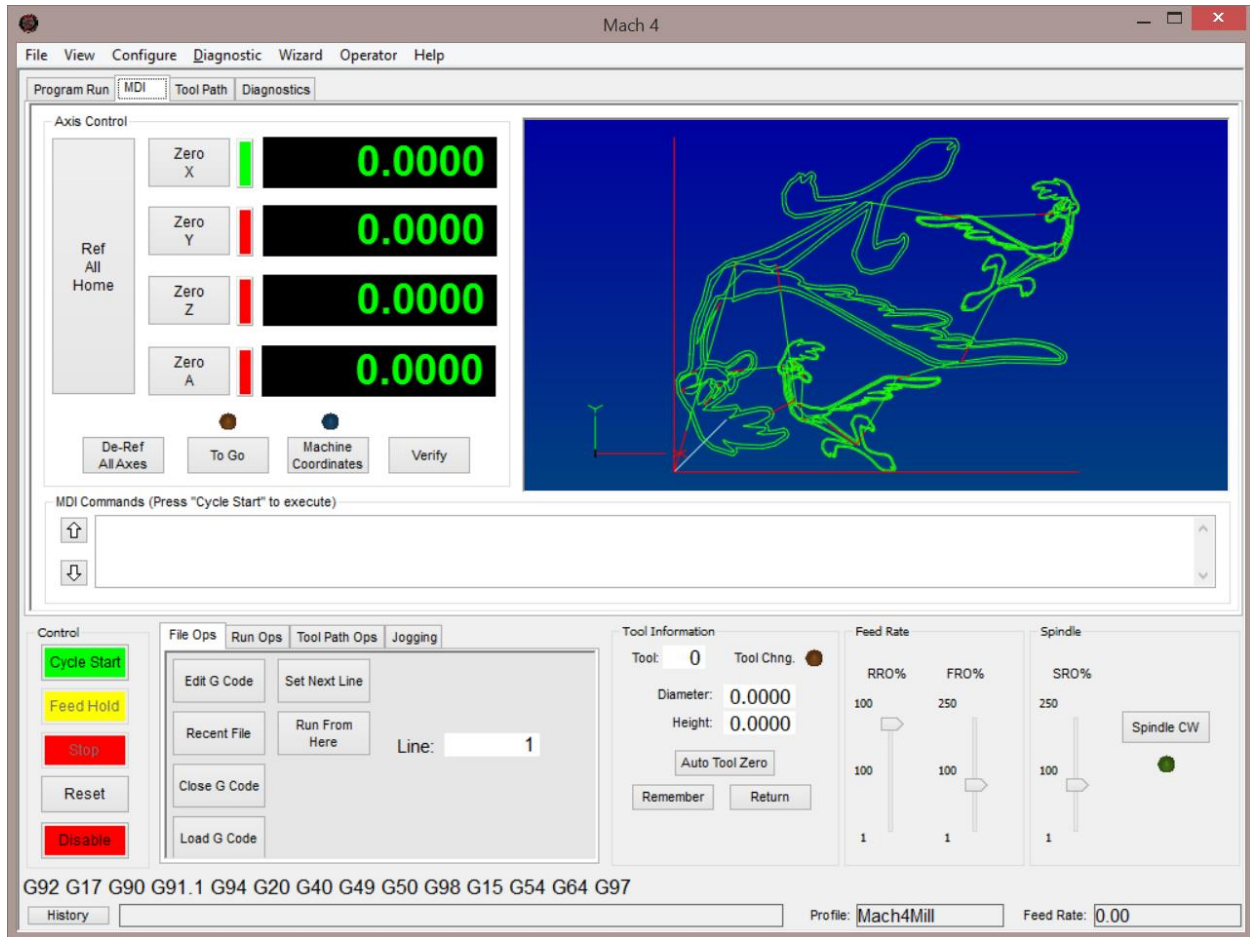 Mach 4
File View Configure Diagnostic Wizard Operator Help
Program Run MDI Tool Path Diagnostics
Axis Control
Ref
All
Home
Zero
X
0.0000
Zero
Y
0.0000
Zero
Z
0.0000
Zero
A
0.0000
De-Ref
All Axes
To Go
Machine
Coordinates
Verify
Y
X
MDI Commands (Press "Cycle Start" to execute)
Control
Cycle Start
Feed Hold
Stop
Reset
Disable
File Ops Run Ops Tool Path Ops Jogging
Edit G Code
Set Next Line
Recent File
Run From
Here
Line: 1
Close G Code
Load G Code
Tool Information
Tool: 0 Tool Chng.
Diameter: 0.0000
Height: 0.0000
Auto Tool Zero
Remember Return
Feed Rate
RRO% FRO%
100 250
100 100
1 1
Spindle
SRO%
250
100
1
Spindle CW
G92 G17 G90 G91.1 G94 G20 G40 G49 G50 G98 G15 G54 G64 G97
History
Profile: Mach4Mill
Feed Rate: 0.00